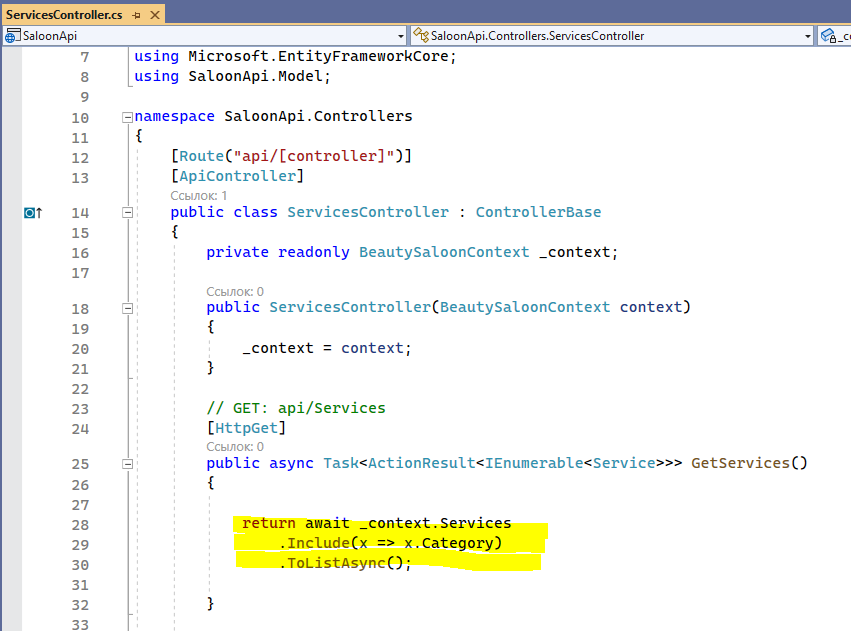 ServicesController.cs
SaloonApi SaloonApi.Controllers.ServicesController _co
7 using Microsoft.EntityFrameworkCore;
8 using SaloonApi.Model;
9
10 namespace SaloonApi.Controllers
11 {
12 [Route("api/[controller]")]
13 [ApiController]
Ссылок: 1
14 public class ServicesController : ControllerBase
15 {
16 private readonly BeautySaloonContext _context;
17
Ссылок: 0
18 public ServicesController(BeautySaloonContext context)
19 {
20 _context = context;
21 }
22
23 // GET: api/Services
24 [HttpGet]
Ссылок: 0
25 public async Task<ActionResult<IEnumerable<Service>>> GetServices()
26 {
27
28 return await _context.Services
29 .Include(x => x.Category)
30 .ToListAsync();
31
32 }
33